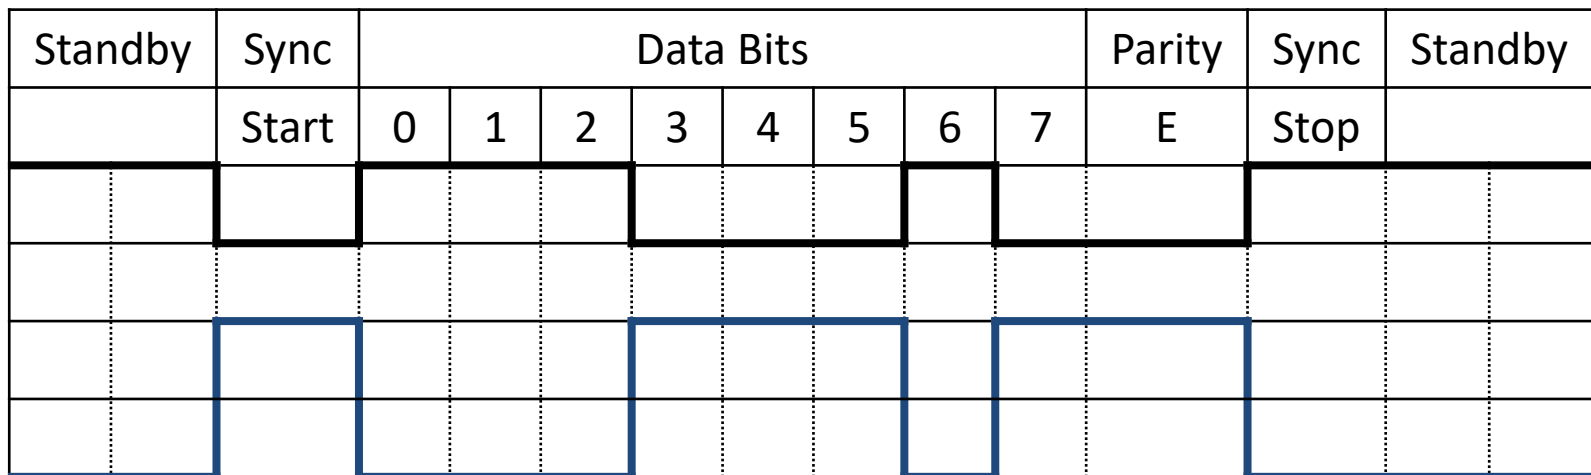 Standby Sync Data Bits Parity Sync Standby
Start 0 1 2 3 4 5 6 7 E Stop